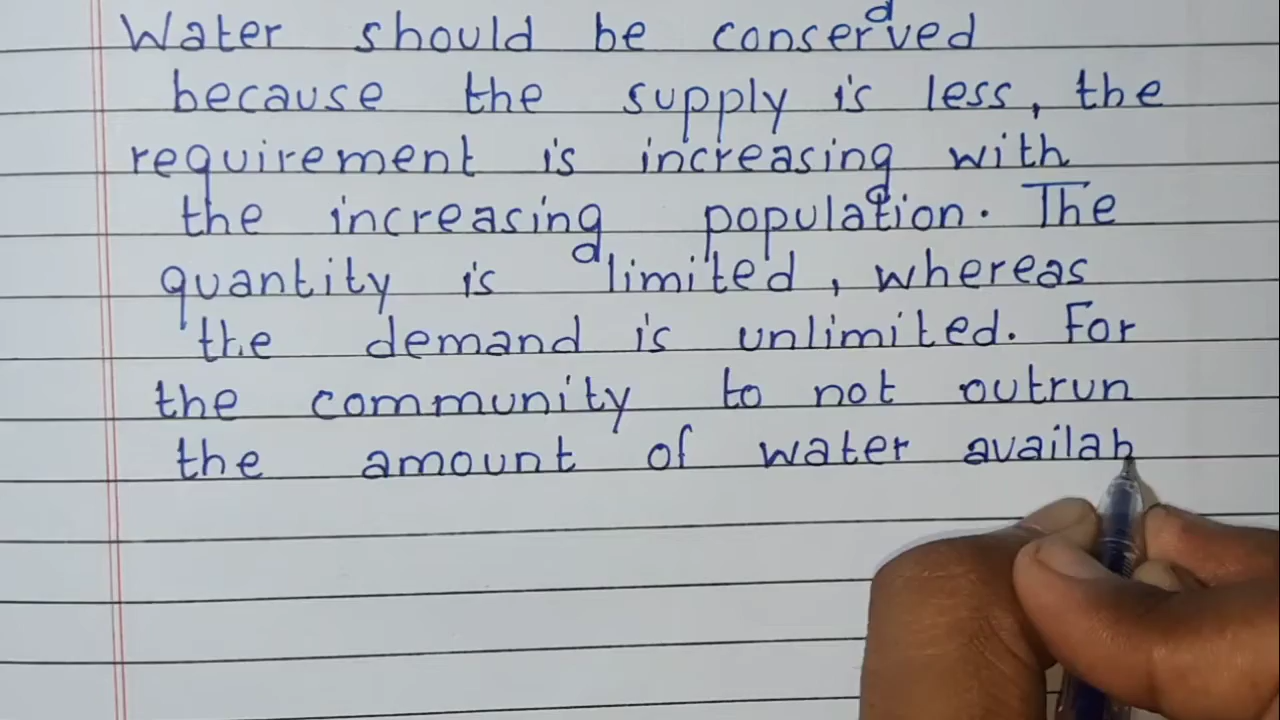 Water should be conserved
because the supply is less, the
requirement is increasing with
the increasing population. The
quantity is limited, whereas
the demand is unlimited. For
the community to not outrun
the amount of water availab